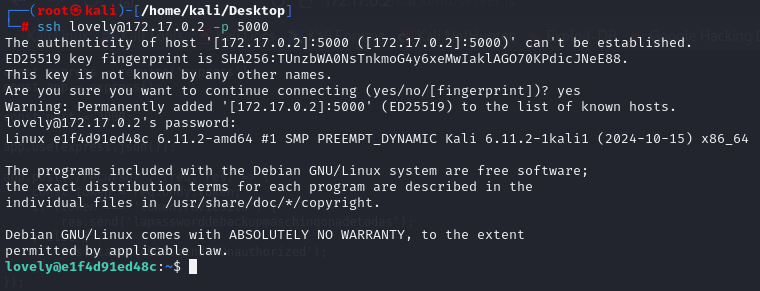 ┌──(root㉿kali)-[/home/kali/Desktop]
└─# ssh lovely@172.17.0.2 -p 5000
The authenticity of host '[172.17.0.2]:5000 ([172.17.0.2]:5000)' can't be established.
ED25519 key fingerprint is SHA256:TUnzbWA0NsTnkmoG4y6xeMwIaklAGO70KPdicJNeE88.
This key is not known by any other names.
Are you sure you want to continue connecting (yes/no/[fingerprint])? yes
Warning: Permanently added '[172.17.0.2]:5000' (ED25519) to the list of known hosts.
lovely@172.17.0.2's password:
Linux e1f4d91ed48c 6.11.2-amd64 #1 SMP PREEMPT_DYNAMIC Kali 6.11.2-1kali1 (2024-10-15) x86_64
The programs included with the Debian GNU/Linux system are free software;
the exact distribution terms for each program are described in the
individual files in /usr/share/doc/*/copyright.
Debian GNU/Linux comes with ABSOLUTELY NO WARRANTY, to the extent
permitted by applicable law.
lovely@e1f4d91ed48c:~$